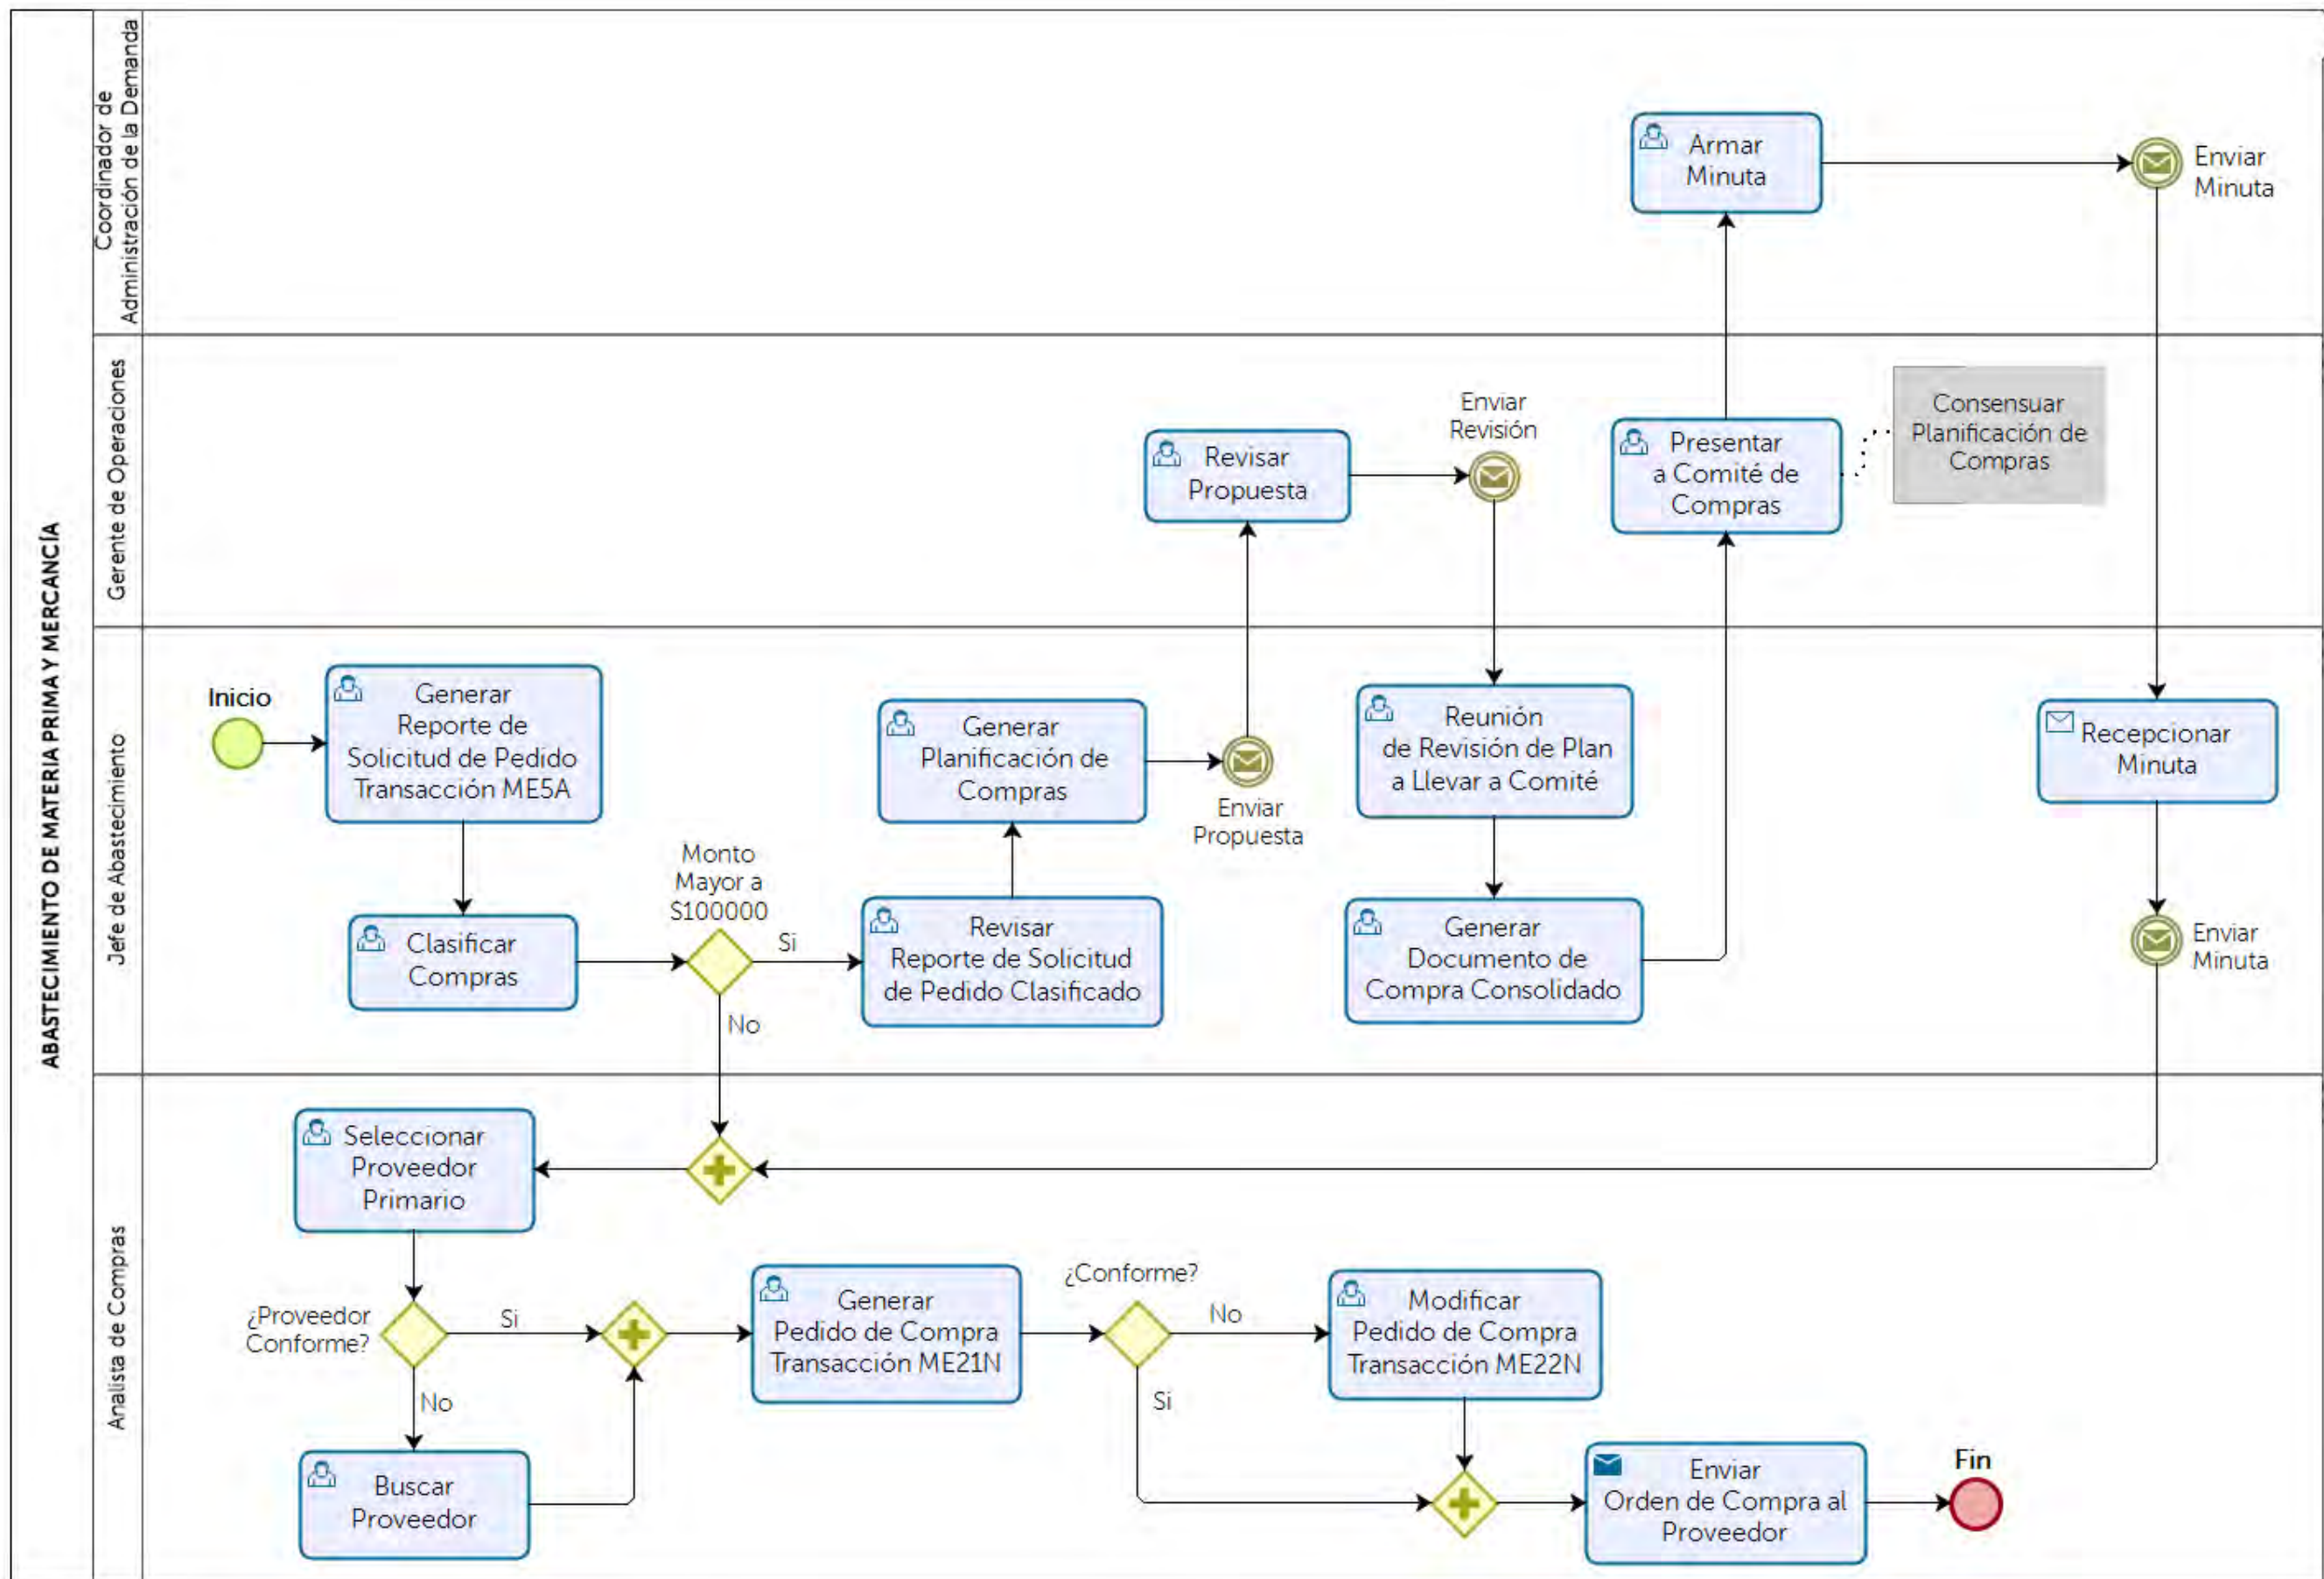 ABASTECIMIENTO DE MATERIA PRIMA Y MERCANCÍA
Coordinador de
Administración de la Demanda
Armar
Minuta
Enviar
Minuta
Gerente de Operaciones
Revisar
Propuesta
Enviar
Revisión
Presentar
a Comité de
Compras
Consensuar
Planificación de
Compras
Jefe de Abastecimiento
Inicio
Generar
Reporte de
Solicitud de Pedido
Transacción ME5A
Clasificar
Compras
Monto
Mayor a
S100000
Si
No
Revisar
Reporte de Solicitud
de Pedido Clasificado
Generar
Planificación de
Compras
Enviar
Propuesta
Reunión
de Revisión de Plan
a Llevar a Comité
Generar
Documento de
Compra Consolidado
Recepcionar
Minuta
Enviar
Minuta
Analista de Compras
Seleccionar
Proveedor
Primario
¿Proveedor
Conforme?
Si
No
Buscar
Proveedor
Generar
Pedido de Compra
Transacción ME21N
¿Conforme?
No
Si
Modificar
Pedido de Compra
Transacción ME22N
Enviar
Orden de Compra al
Proveedor
Fin